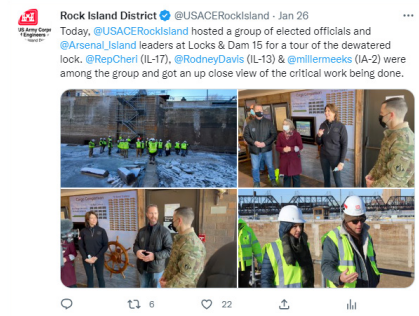 Rock Island District @USACERockIsland · Jan 26
US Army Corps
of Engineers
Today, @USACERockIsland hosted a group of elected officials and
@Arsenal_Island leaders at Locks & Dam 15 for a tour of the dewatered
lock. @RepCheri (IL-17), @RodneyDavis (IL-13) & @millermeeks (IA-2) were
among the group and got an up close view of the critical work being done.
6 22